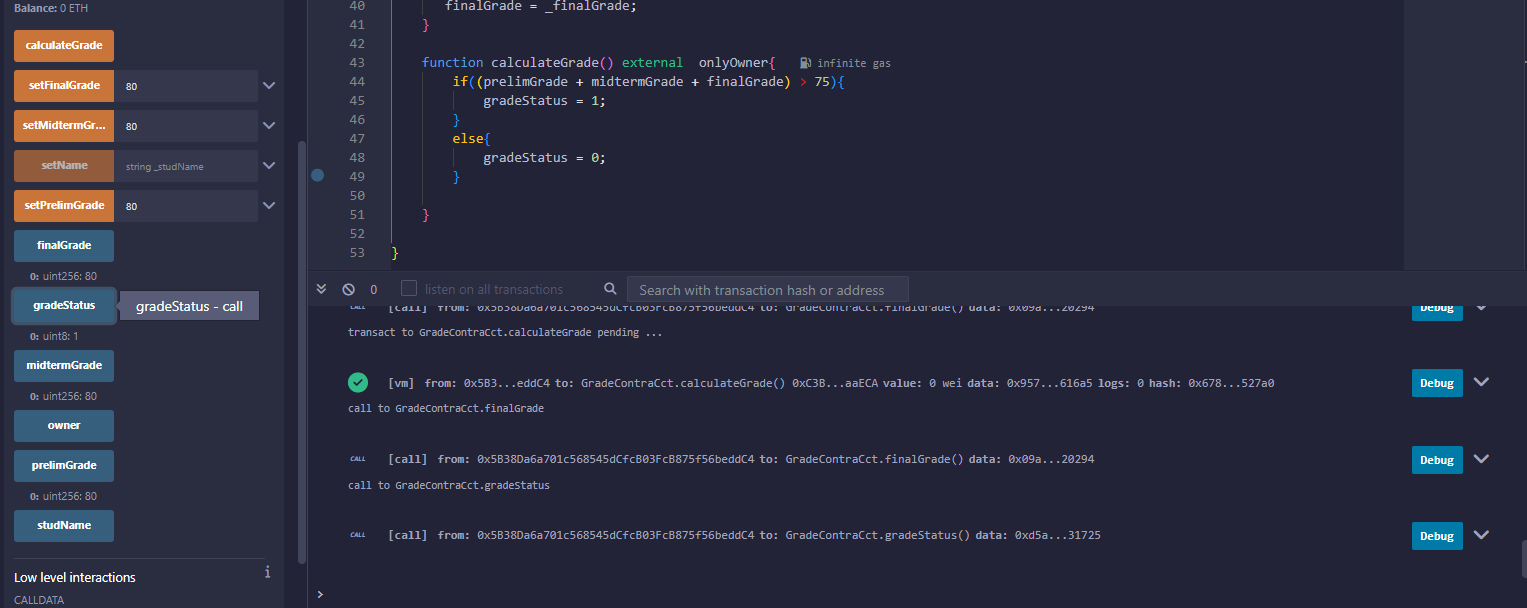 Balance: 0 ETH
calculateGrade
setFinalGrade 80
setMidtermGr... 80
setName string _studName
setPrelimGrade 80
finalGrade
0: uint256: 80
gradeStatus gradeStatus - call
0: uint8: 1
midtermGrade
0: uint256: 80
owner
prelimGrade
0: uint256: 80
studName
Low level interactions i
CALLDATA
40 finalGrade = _finalGrade;
41 }
42
43 function calculateGrade() external  onlyOwner{ infinite gas
44 if((prelimGrade + midtermGrade + finalGrade) > 75){
45 gradeStatus = 1;
46 }
47 else{
48 gradeStatus = 0;
49 }
50
51 }
52
53 }
0 listen on all transactions Search with transaction hash or address
CALL [call] from: 0x5B38Da6a701c568545dCfcB03FcB875f56beddC4 to: GradeContraCct.finalGrade() data: 0x09a...20294 Debug
transact to GradeContraCct.calculateGrade pending ...
[vm] from: 0x5B3...eddC4 to: GradeContraCct.calculateGrade() 0xC3B...aaECA value: 0 wei data: 0x957...616a5 logs: 0 hash: 0x678...527a0 Debug
call to GradeContraCct.finalGrade
CALL [call] from: 0x5B38Da6a701c568545dCfcB03FcB875f56beddC4 to: GradeContraCct.finalGrade() data: 0x09a...20294 Debug
call to GradeContraCct.gradeStatus
CALL [call] from: 0x5B38Da6a701c568545dCfcB03FcB875f56beddC4 to: GradeContraCct.gradeStatus() data: 0xd5a...31725 Debug
>